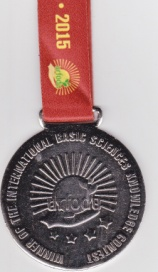 • 2015
WINNER OF THE INTERNATIONAL BASIC SCIENCES KNOWLEDGE CONTEST